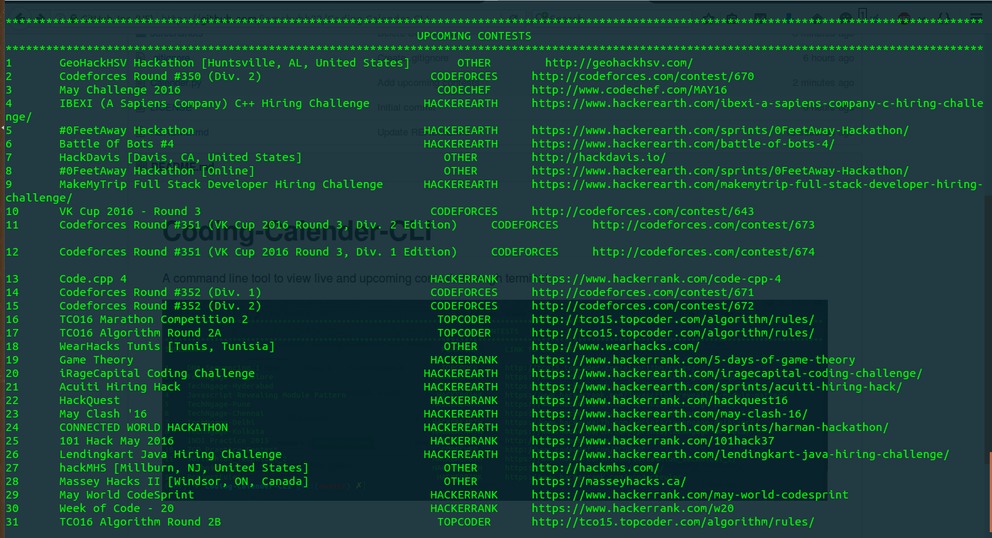 ********************************************************************************
UPCOMING CONTESTS
********************************************************************************
1 GeoHackHSV Hackathon [Huntsville, AL, United States] OTHER http://geohackhsv.com/
2 Codeforces Round #350 (Div. 2) CODEFORCES http://codeforces.com/contest/670
3 May Challenge 2016 CODECHEF http://www.codechef.com/MAY16
4 IBEXI (A Sapiens Company) C++ Hiring Challenge HACKEREARTH https://www.hackerearth.com/ibexi-a-sapiens-company-c-hiring-challe
nge/
5 #0FeetAway Hackathon HACKEREARTH https://www.hackerearth.com/sprints/0FeetAway-Hackathon/
6 Battle Of Bots #4 HACKEREARTH https://www.hackerearth.com/battle-of-bots-4/
7 HackDavis [Davis, CA, United States] OTHER http://hackdavis.io/
8 #0FeetAway Hackathon [Online] OTHER https://www.hackerearth.com/sprints/0FeetAway-Hackathon/
9 MakeMyTrip Full Stack Developer Hiring Challenge HACKEREARTH https://www.hackerearth.com/makemytrip-full-stack-developer-hiring-
challenge/
10 VK Cup 2016 - Round 3 CODEFORCES http://codeforces.com/contest/643
11 Codeforces Round #351 (VK Cup 2016 Round 3, Div. 2 Edition) CODEFORCES http://codeforces.com/contest/673
Coding-Calender-CLI
12 Codeforces Round #351 (VK Cup 2016 Round 3, Div. 1 Edition) CODEFORCES http://codeforces.com/contest/674
A command line tool to view live and upcoming
13 Code.cpp 4 HACKERRANK https://www.hackerrank.com/code-cpp-4
14 Codeforces Round #352 (Div. 1) CODEFORCES http://codeforces.com/contest/671
15 Codeforces Round #352 (Div. 2) CODEFORCES http://codeforces.com/contest/672
16 TCO16 Marathon Competition 2 TOPCODER http://tco15.topcoder.com/algorithm/rules/
17 TCO16 Algorithm Round 2A TOPCODER http://tco15.topcoder.com/algorithm/rules/
18 WearHacks Tunis [Tunis, Tunisia] OTHER http://www.wearhacks.com/
19 Game Theory HACKERRANK https://www.hackerrank.com/5-days-of-game-theory
20 iRageCapital Coding Challenge HACKEREARTH https://www.hackerearth.com/iragecapital-coding-challenge/
21 Acuiti Hiring Hack HACKEREARTH https://www.hackerearth.com/sprints/acuiti-hiring-hack/
22 HackQuest HACKERRANK https://www.hackerrank.com/hackquest16
23 May Clash '16 HACKEREARTH https://www.hackerearth.com/may-clash-16/
24 CONNECTED WORLD HACKATHON HACKEREARTH https://www.hackerearth.com/sprints/harman-hackathon/
25 101 Hack May 2016 HACKERRANK https://www.hackerrank.com/101hack37
26 Lendingkart Java Hiring Challenge HACKEREARTH https://www.hackerearth.com/lendingkart-java-hiring-challenge/
27 hackMHS [Millburn, NJ, United States] OTHER http://hackmhs.com/
28 Massey Hacks II [Windsor, ON, Canada] OTHER https://masseyhacks.ca/
29 May World CodeSprint HACKERRANK https://www.hackerrank.com/may-world-codesprint
30 Week of Code - 20 HACKERRANK https://www.hackerrank.com/w20
31 TCO16 Algorithm Round 2B TOPCODER http://tco15.topcoder.com/algorithm/rules/